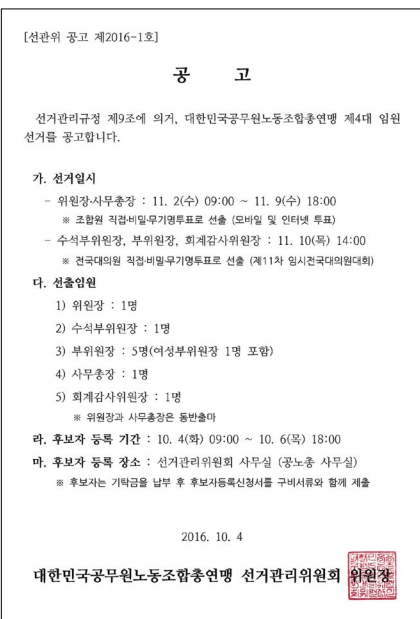 [선관위 공고 제2016-1호]
공 고
선거관리규정 제9조에 의거, 대한민국공무원노동조합총연맹 제4대 임원
선거를 공고합니다.
가. 선거일시
- 위원장·사무총장 : 11. 2(수) 09:00 ~ 11. 9(수) 18:00
※ 조합원 직접·비밀·무기명투표로 선출 (모바일 및 인터넷 투표)
- 수석부위원장, 부위원장, 회계감사위원장 : 11. 10(목) 14:00
※ 전국대의원 직접·비밀·무기명투표로 선출 (제11차 임시전국대의원대회)
다. 선출임원
1) 위원장 : 1명
2) 수석부위원장 : 1명
3) 부위원장 : 5명(여성부위원장 1명 포함)
4) 사무총장 : 1명
5) 회계감사위원장 : 1명
※ 위원장과 사무총장은 동반출마
라. 후보자 등록 기간 : 10. 4(화) 09:00 ~ 10. 6(목) 18:00
마. 후보자 등록 장소 : 선거관리위원회 사무실 (공노총 사무실)
※ 후보자는 기탁금을 납부 후 후보자등록신청서를 구비서류와 함께 제출
2016. 10. 4
대한민국공무원노동조합총연맹 선거관리위원회 위원장